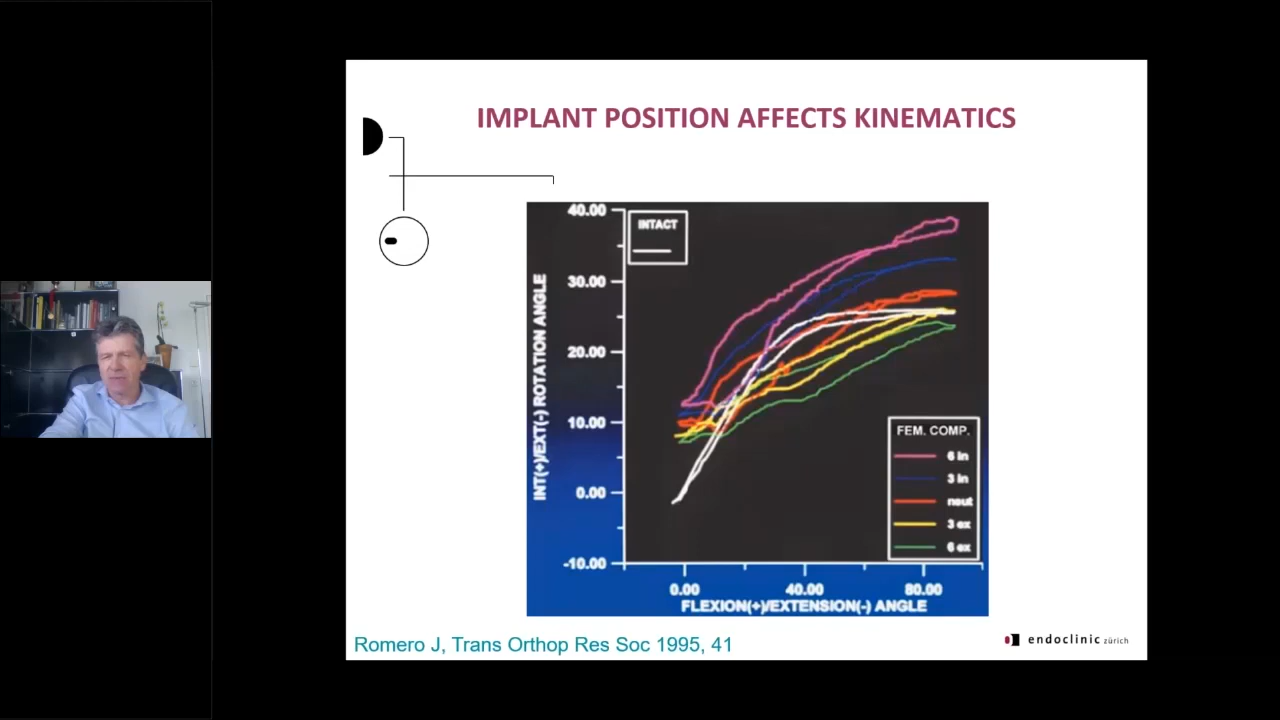 IMPLANT POSITION AFFECTS KINEMATICS
INT(+)/EXT(-) ROTATION ANGLE
40.00
30.00
20.00
10.00
0.00
-10.00
INTACT
FEM. COMP.
6 in
3 in
neut
3 ex
6 ex
0.00 40.00 80.00
FLEXION(+)/EXTENSION(-) ANGLE
Romero J, Trans Orthop Res Soc 1995, 41
endoclinic zürich